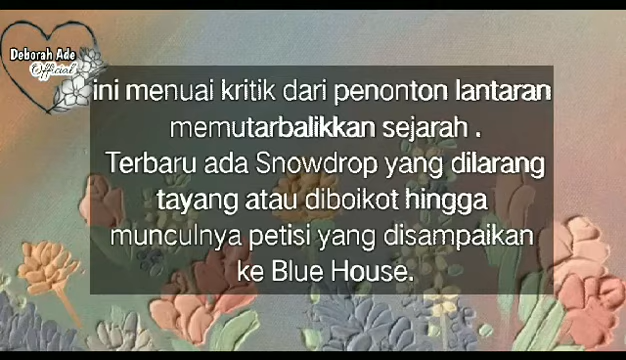 Deborah Ade
Official
ini menuai kritik dari penonton lantaran
memutarbalikkan sejarah .
Terbaru ada Snowdrop yang dilarang
tayang atau diboikot hingga
munculnya petisi yang disampaikan
ke Blue House.